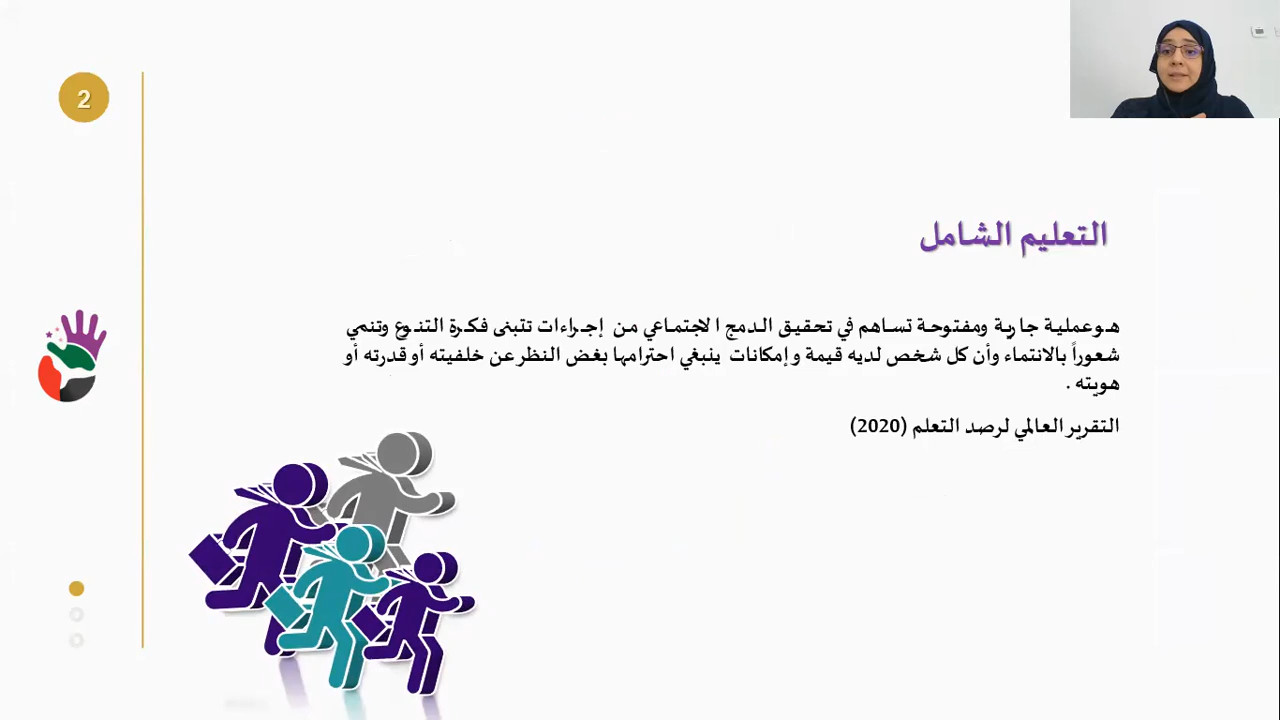 2
التعليم الشامل
هو عملية جارية ومفتوحة تساهم في تحقيق الدمج الاجتماعي من إجراءات تتبنى فكرة التنوع وتنمي
شعوراً بالانتماء وأن كل شخص لديه قيمة وإمكانات ينبغي احترامها بغض النظر عن خلفيته أو قدرته أو
هويته .
التقرير العالمي لرصد التعلم (2020)